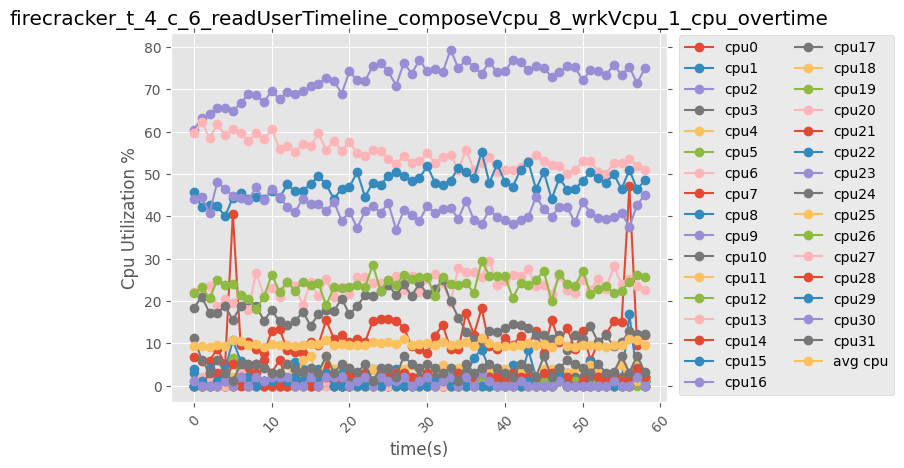 firecracker_t_4_c_6_readUserTimeline_composeVcpu_8_wrkVcpu_1_cpu_overtime
80
70
60
50
40
30
20
10
0
Cpu Utilization %
0 10 20 30 40 50 60
time(s)
cpu0
cpu1
cpu2
cpu3
cpu4
cpu5
cpu6
cpu7
cpu8
cpu9
cpu10
cpu11
cpu12
cpu13
cpu14
cpu15
cpu16
cpu17
cpu18
cpu19
cpu20
cpu21
cpu22
cpu23
cpu24
cpu25
cpu26
cpu27
cpu28
cpu29
cpu30
cpu31
avg cpu